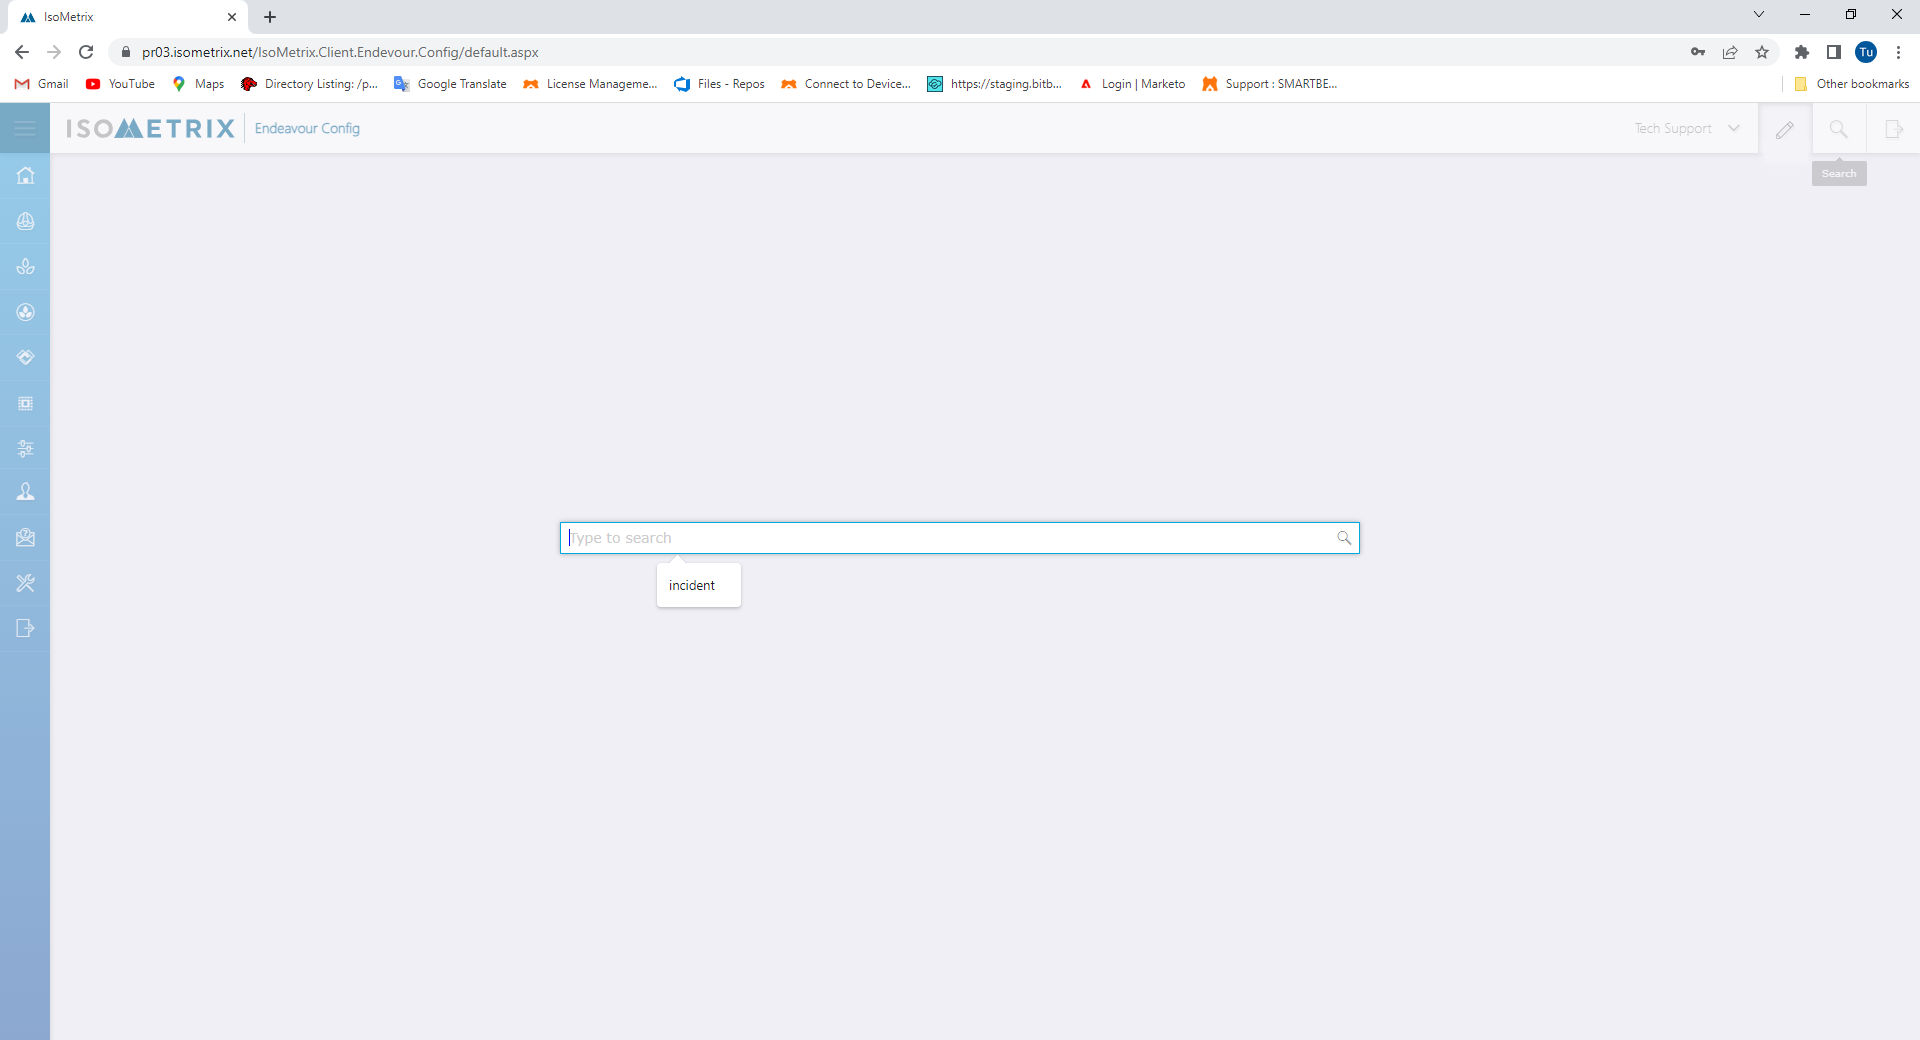 IsoMetrix
pr03.isometrix.net/IsoMetrix.Client.Endevour.Config/default.aspx
Tu
Gmail YouTube Maps Directory Listing: /p... Google Translate License Manageme... Files - Repos Connect to Device... https://staging.bitb... Login | Marketo Support : SMARTBE... Other bookmarks
ISOMETRIX Endeavour Config Tech Support
Search
Type to search
incident